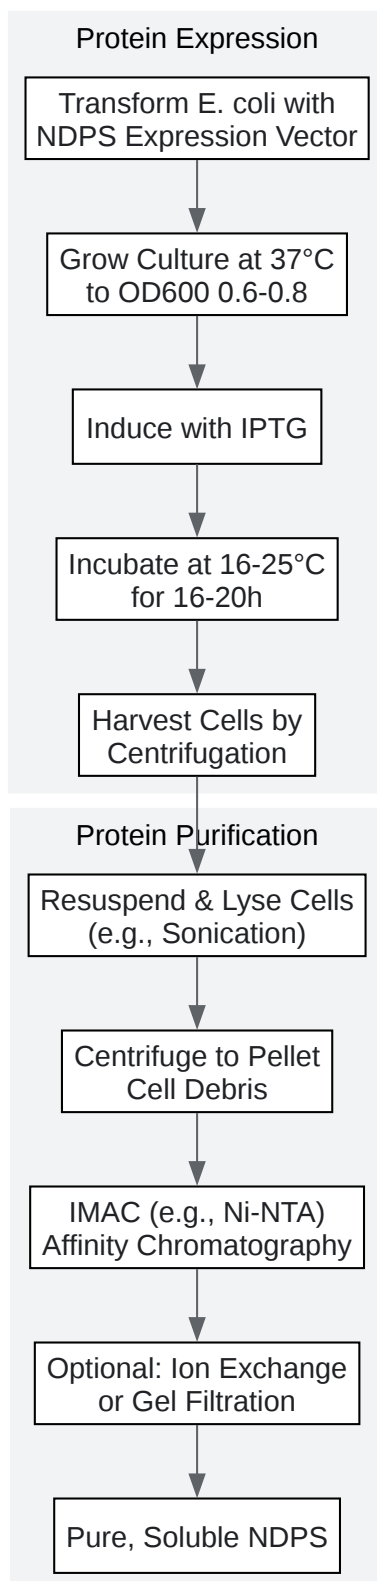 Protein Expression
Transform E. coli with
NDPS Expression Vector
Grow Culture at 37°C
to OD600 0.6-0.8
Induce with IPTG
Incubate at 16-25°C
for 16-20h
Harvest Cells by
Centrifugation
Protein Purification
Resuspend & Lyse Cells
(e.g., Sonication)
Centrifuge to Pellet
Cell Debris
IMAC (e.g., Ni-NTA)
Affinity Chromatography
Optional: Ion Exchange
or Gel Filtration
Pure, Soluble NDPS